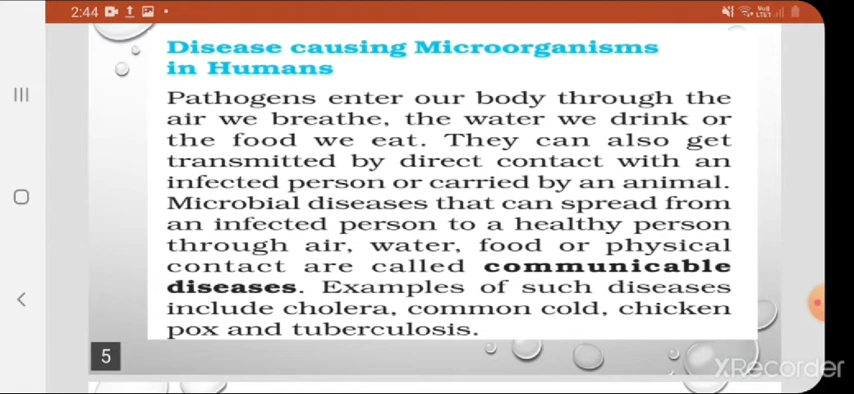 2:44
VoB
LTE1
Disease causing Microorganisms
in Humans
Pathogens enter our body through the
air we breathe, the water we drink or
the food we eat. They can also get
transmitted by direct contact with an
infected person or carried by an animal.
Microbial diseases that can spread from
an infected person to a healthy person
through air, water, food or physical
contact are called communicable
diseases. Examples of such diseases
include cholera, common cold, chicken
pox and tuberculosis.
5
XRecorder